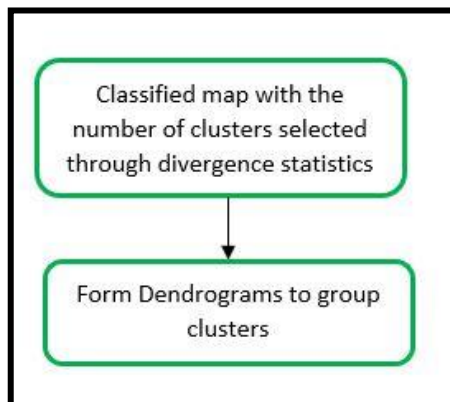 Classified map with the
number of clusters selected
through divergence statistics
Form Dendrograms to group
clusters